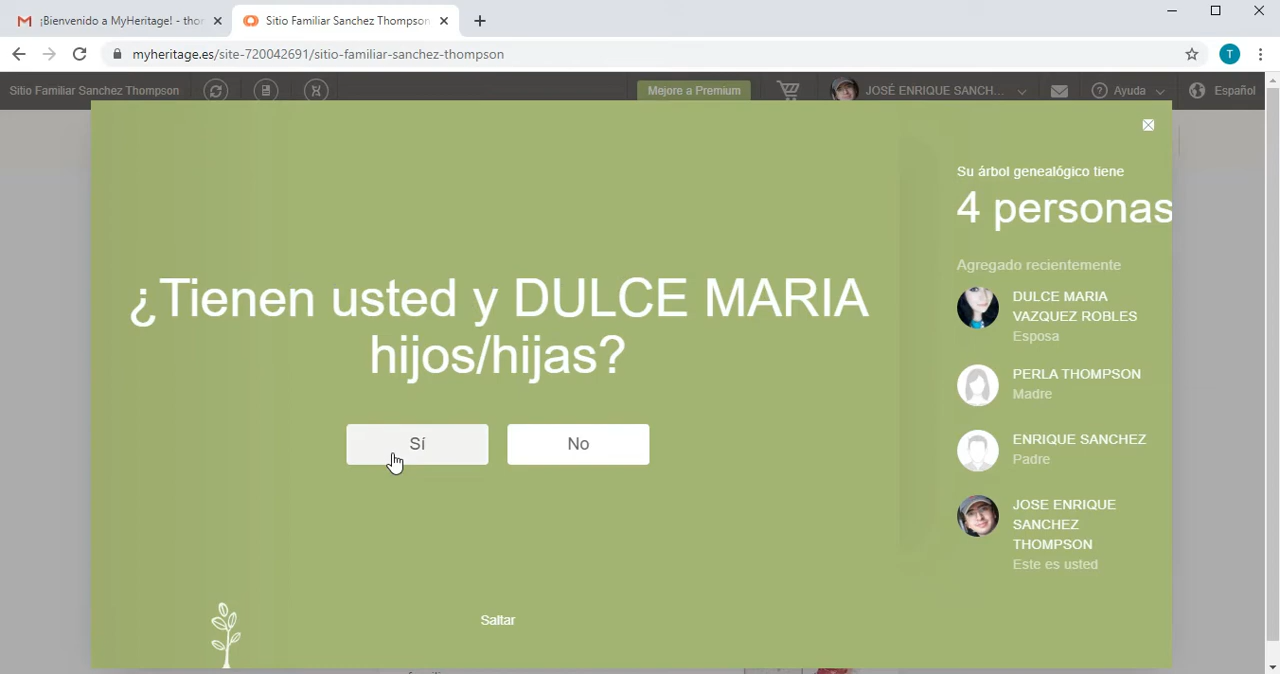 ¡Bienvenido a MyHeritage! - thor
Sitio Familiar Sanchez Thompson
myheritage.es/site-720042691/sitio-familiar-sanchez-thompson
T
Sitio Familiar Sanchez Thompson
Mejore a Premium
JOSÉ ENRIQUE SANCH...
Ayuda
Español
¿Tienen usted y DULCE MARIA
hijos/hijas?
Sí
No
Saltar
Su árbol genealógico tiene
4 personas
Agregado recientemente
DULCE MARIA
VAZQUEZ ROBLES
Esposa
PERLA THOMPSON
Madre
ENRIQUE SANCHEZ
Padre
JOSE ENRIQUE
SANCHEZ
THOMPSON
Este es usted